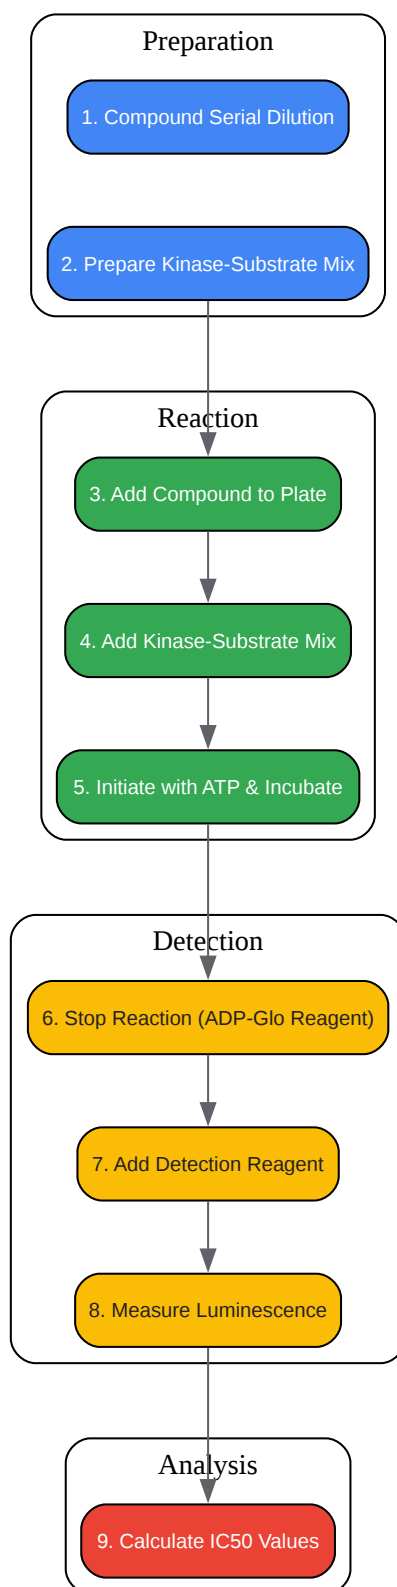 Preparation
1. Compound Serial Dilution
2. Prepare Kinase-Substrate Mix
Reaction
3. Add Compound to Plate
4. Add Kinase-Substrate Mix
5. Initiate with ATP & Incubate
Detection
6. Stop Reaction (ADP-Glo Reagent)
7. Add Detection Reagent
8. Measure Luminescence
Analysis
9. Calculate IC50 Values